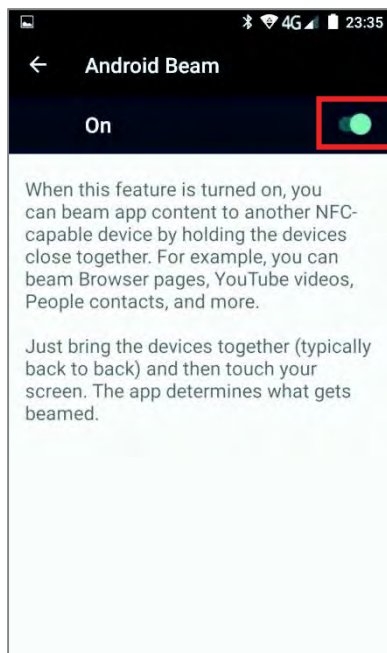 4G 23:35
Android Beam
On
When this feature is turned on, you
can beam app content to another NFC-
capable device by holding the devices
close together. For example, you can
beam Browser pages, YouTube videos,
People contacts, and more.
Just bring the devices together (typically
back to back) and then touch your
screen. The app determines what gets
beamed.